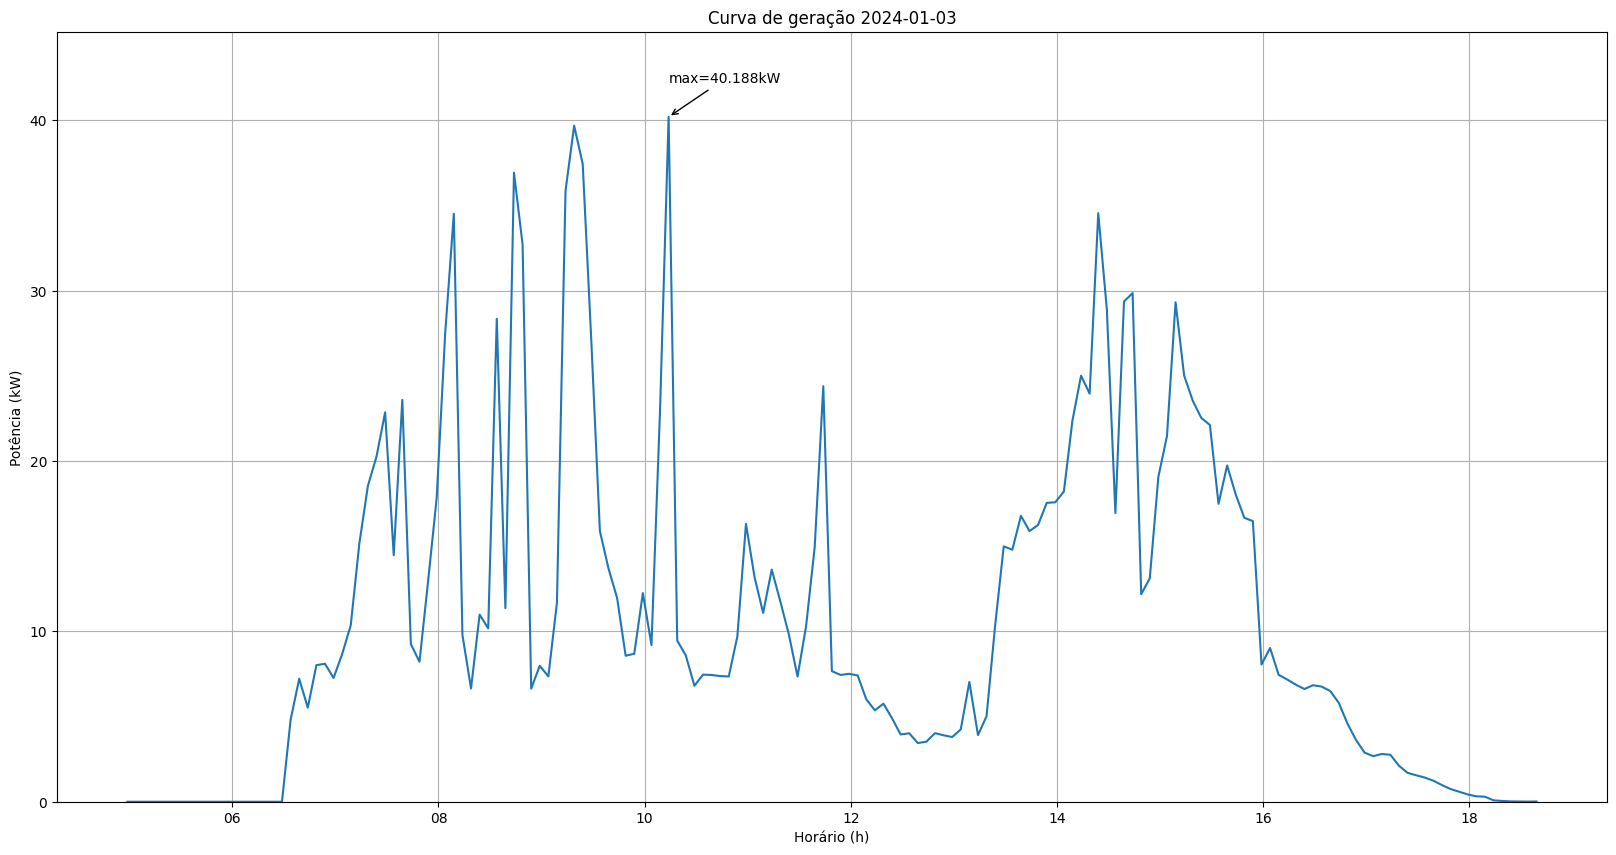 Curva de geração 2024-01-03
max=40.188kW
40
30
20
10
0
Potência (kW)
06 08 10 12 14 16 18
Horário (h)